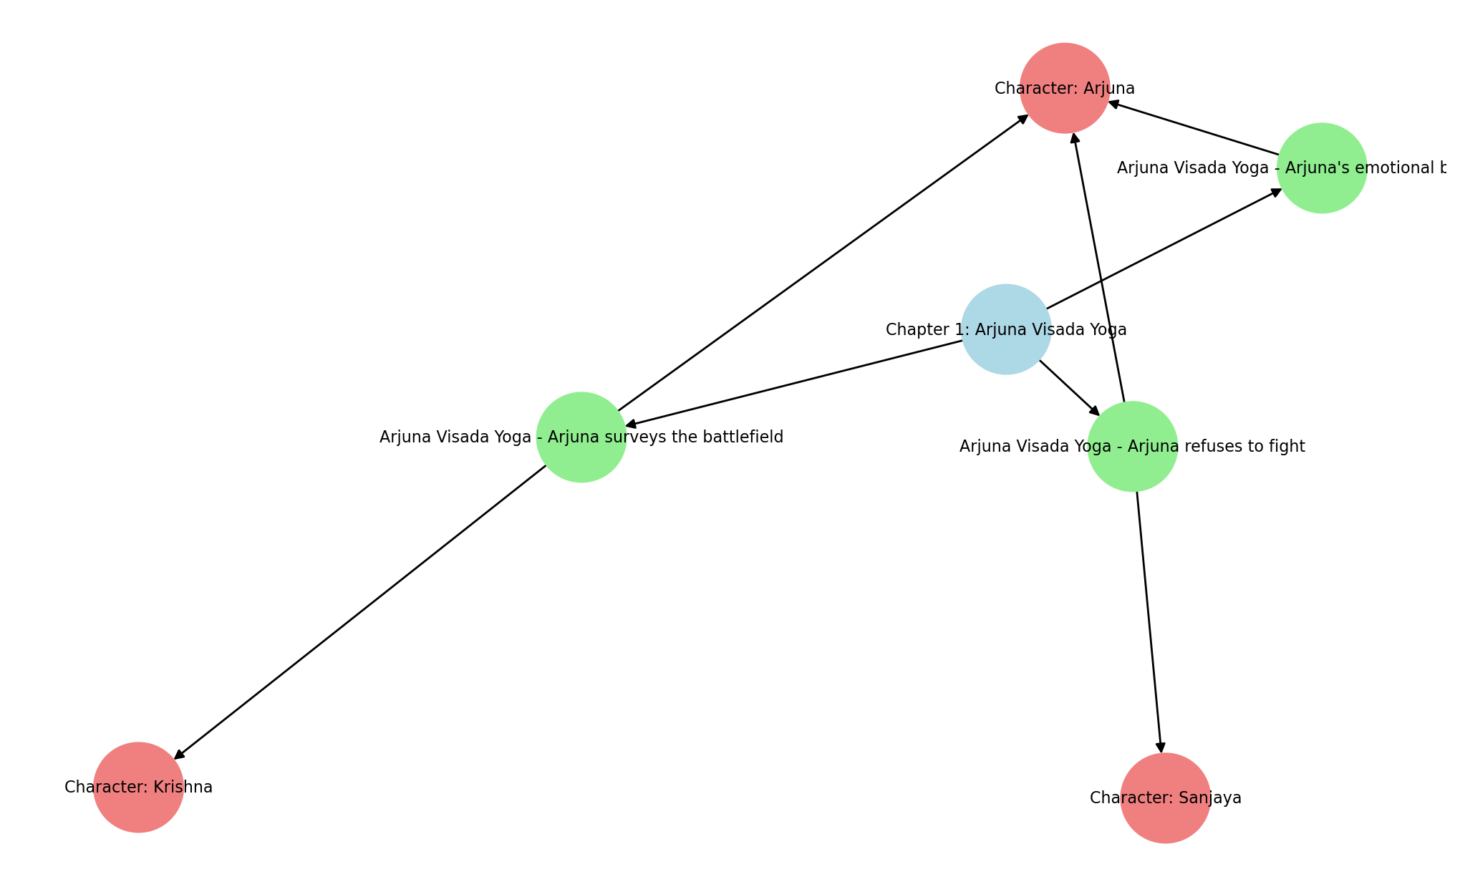 Character: Arjuna
Arjuna Visada Yoga - Arjuna's emotional
Chapter 1: Arjuna Visada Yoga
Arjuna Visada Yoga - Arjuna surveys the battlefield
Arjuna Visada Yoga - Arjuna refuses to fight
Character: Krishna
Character: Sanjaya